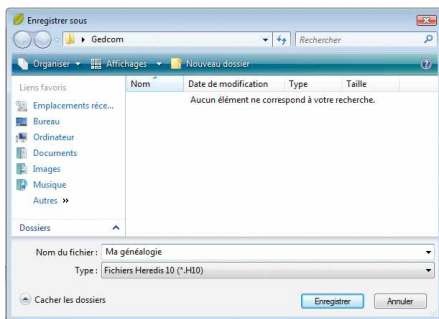 Enregistrer sous
Gedcom
Rechercher
Organiser Affichages Nouveau dossier
Liens favoris
Nom Date de modification Type Taille
Aucun élément ne correspond à votre recherche.
Emplacements réce...
Bureau
Ordinateur
Documents
Images
Musique
Autres »
Dossiers
Nom du fichier : Ma généalogie
Type : Fichiers Heredis 10 (*.H10)
Cacher les dossiers
Enregistrer Annuler